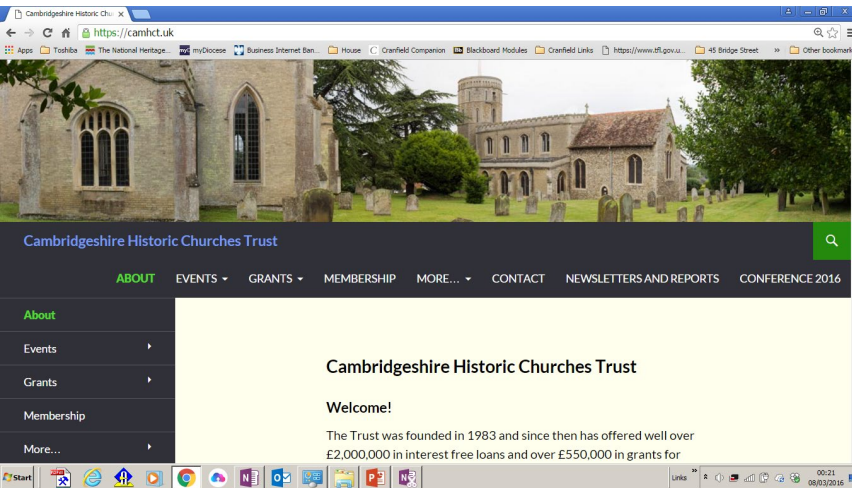 Cambridgeshire Historic Chu
https://camhct.uk
Apps Toshiba The National Heritage... myDiocese Business Internet Ban... House Cranfield Companion Blackboard Modules Cranfield Links https://www.tfl.gov.u... 45 Bridge Street » Other bookmark
Cambridgeshire Historic Churches Trust
ABOUT EVENTS GRANTS MEMBERSHIP MORE... CONTACT NEWSLETTERS AND REPORTS CONFERENCE 2016
About
Events
Grants
Membership
More...
Cambridgeshire Historic Churches Trust
Welcome!
The Trust was founded in 1983 and since then has offered well over
£2,000,000 in interest free loans and over £550,000 in grants for
Start Links » 00:21
08/03/2016